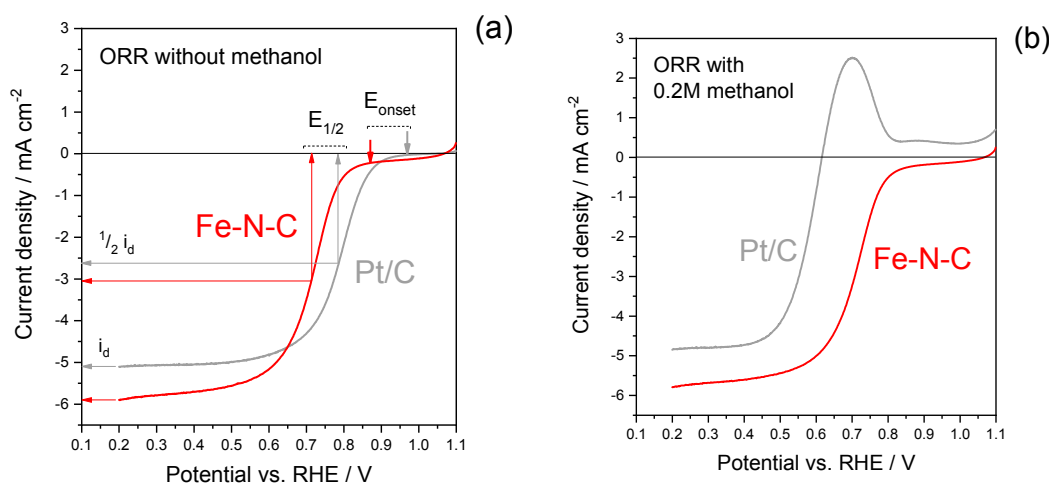 (a)
ORR without methanol
E1/2
Eonset
Fe-N-C
Pt/C
1/2 id
id
Current density / mA cm-2
3
2
1
0
-1
-2
-3
-4
-5
-6
0.1 0.2 0.3 0.4 0.5 0.6 0.7 0.8 0.9 1.0 1.1
Potential vs. RHE / V
(b)
ORR with
0.2M methanol
Pt/C
Fe-N-C
Current density / mA cm-2
3
2
1
0
-1
-2
-3
-4
-5
-6
0.1 0.2 0.3 0.4 0.5 0.6 0.7 0.8 0.9 1.0 1.1
Potential vs. RHE / V